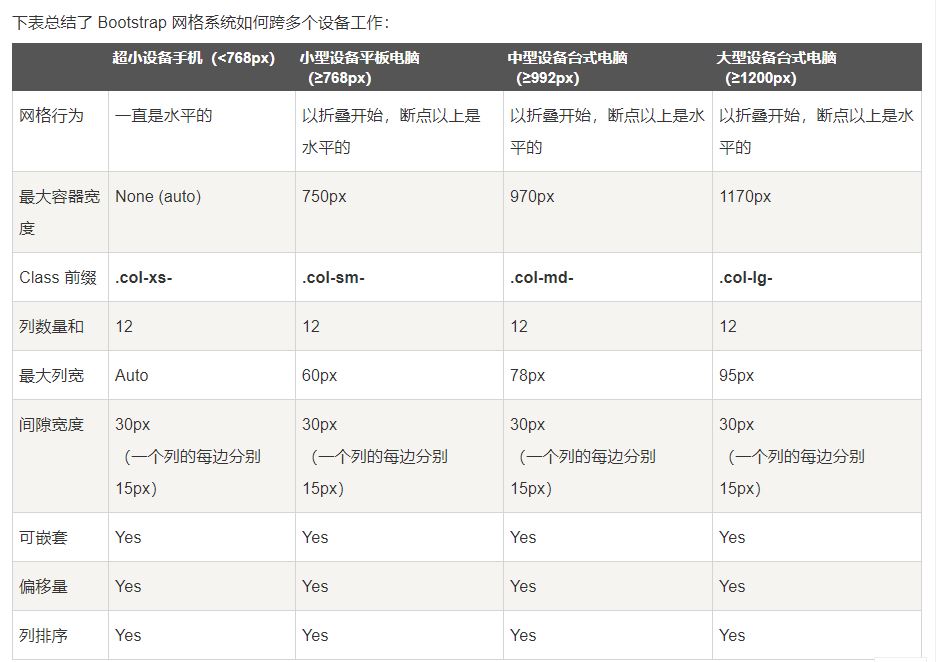 下表总结了 Bootstrap 网格系统如何跨多个设备工作：
超小设备手机（<768px） 小型设备平板电脑 中型设备台式电脑 大型设备台式电脑
（≥768px） （≥992px） （≥1200px）
网格行为 一直是水平的 以折叠开始，断点以上是 以折叠开始，断点以上是水 以折叠开始，断点以上是水
水平的 平的 平的
最大容器宽 None (auto) 750px 970px 1170px
度
Class 前缀 .col-xs- .col-sm- .col-md- .col-lg-
列数量和 12 12 12 12
最大列宽 Auto 60px 78px 95px
间隙宽度 30px 30px 30px 30px
（一个列的每边分别 （一个列的每边分别 （一个列的每边分别 （一个列的每边分别
15px） 15px） 15px） 15px）
可嵌套 Yes Yes Yes Yes
偏移量 Yes Yes Yes Yes
列排序 Yes Yes Yes Yes